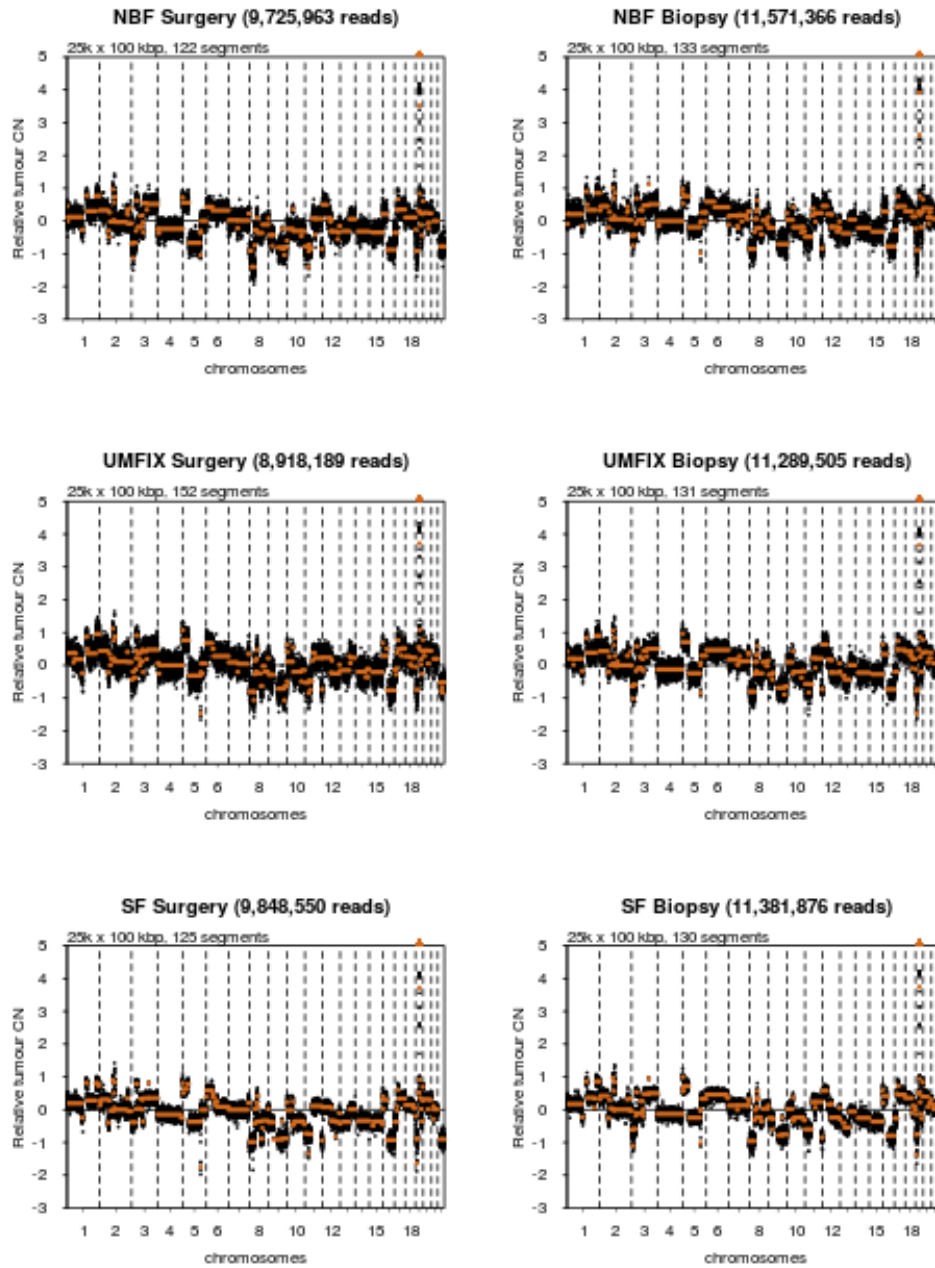 NBF Surgery (9,725,963 reads)
25k x 100 kbp, 122 segments
5
4
3
2
1
0
-1
-2
-3
Relative tumour CN
1 2 3 4 5 6 8 10 12 15 18
chromosomes
NBF Biopsy (11,571,366 reads)
25k x 100 kbp, 133 segments
5
4
3
2
1
0
-1
-2
-3
Relative tumour CN
1 2 3 4 5 6 8 10 12 15 18
chromosomes
UMFIX Surgery (8,918,189 reads)
25k x 100 kbp, 152 segments
5
4
3
2
1
0
-1
-2
-3
Relative tumour CN
1 2 3 4 5 6 8 10 12 15 18
chromosomes
UMFIX Biopsy (11,289,505 reads)
25k x 100 kbp, 131 segments
5
4
3
2
1
0
-1
-2
-3
Relative tumour CN
1 2 3 4 5 6 8 10 12 15 18
chromosomes
SF Surgery (9,848,550 reads)
25k x 100 kbp, 125 segments
5
4
3
2
1
0
-1
-2
-3
Relative tumour CN
1 2 3 4 5 6 8 10 12 15 18
chromosomes
SF Biopsy (11,381,876 reads)
25k x 100 kbp, 130 segments
5
4
3
2
1
0
-1
-2
-3
Relative tumour CN
1 2 3 4 5 6 8 10 12 15 18
chromosomes